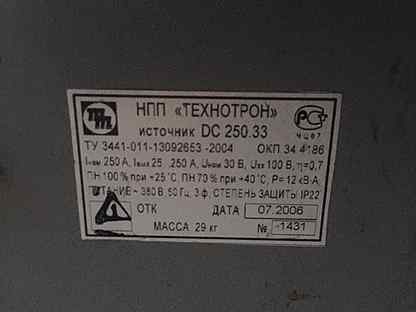 НПП «ТЕХНОТРОН»
источник DC 250.33
ТУ 3441-011-13092653-2004 ОКП 34 4186
Iном 250 А, Iвых 25..250 А, Uном 30 В, Uхх 100 В, η=0,7
ПН 100% при +25°С ПН 70% при +40°С, Р=12 кВ·А
ПИТАНИЕ ~ 380 В, 50 Гц, 3 ф, СТЕПЕНЬ ЗАЩИТЫ IP22
ОТК ДАТА 07.2006
МАССА 29 кг № -1431